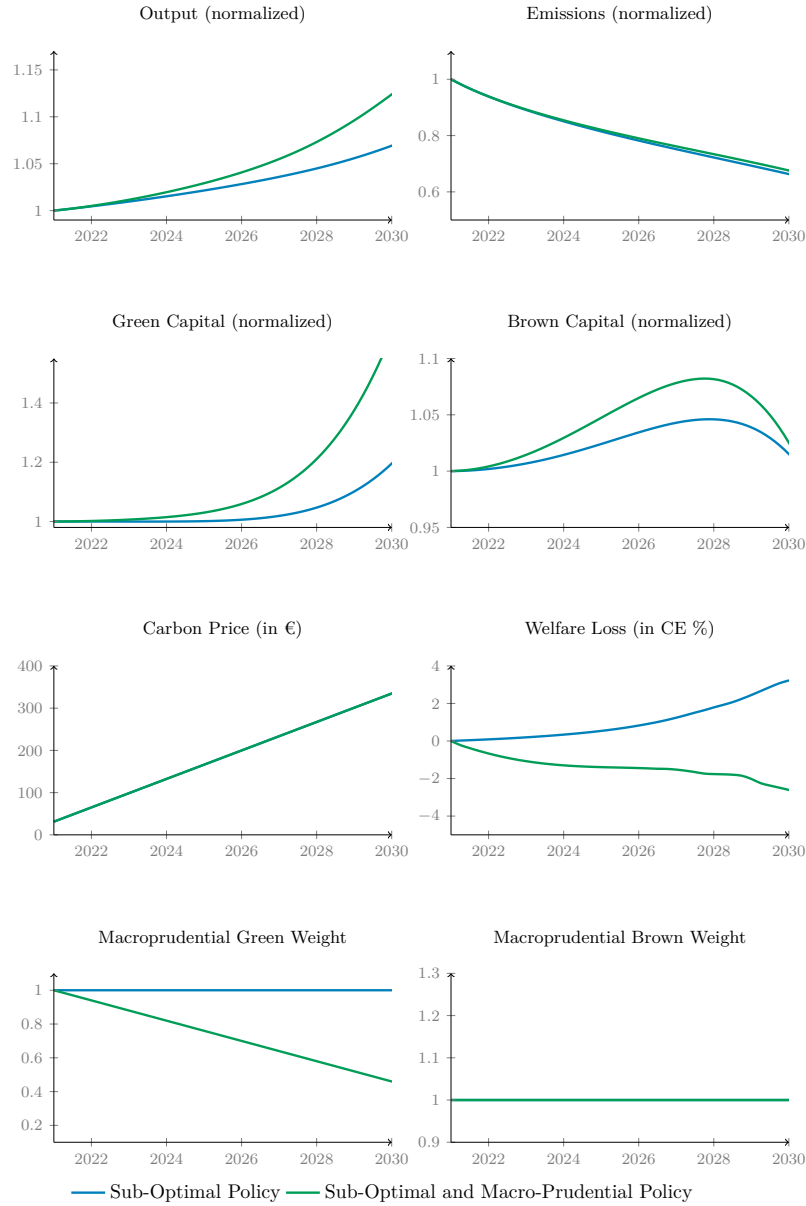 Output (normalized)
Emissions (normalized)
1.15
1.1
1.05
1
2022 2024 2026 2028 2030
1
0.8
0.6
2022 2024 2026 2028 2030
Green Capital (normalized)
Brown Capital (normalized)
1.4
1.2
1
2022 2024 2026 2028 2030
1.1
1.05
1
0.95
2022 2024 2026 2028 2030
Carbon Price (in €)
Welfare Loss (in CE %)
400
300
200
100
0
2022 2024 2026 2028 2030
4
2
0
−2
−4
2022 2024 2026 2028 2030
Macroprudential Green Weight
Macroprudential Brown Weight
1
0.8
0.6
0.4
0.2
2022 2024 2026 2028 2030
1.3
1.2
1.1
1
0.9
2022 2024 2026 2028 2030
Sub-Optimal Policy Sub-Optimal and Macro-Prudential Policy